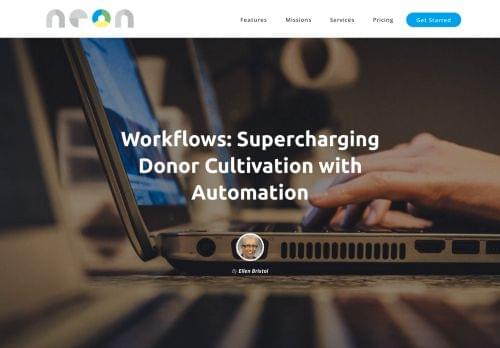 neon
Features
Missions
Services
Pricing
Get Started
Workflows: Supercharging
Donor Cultivation with
Automation
By Ellen Bristol